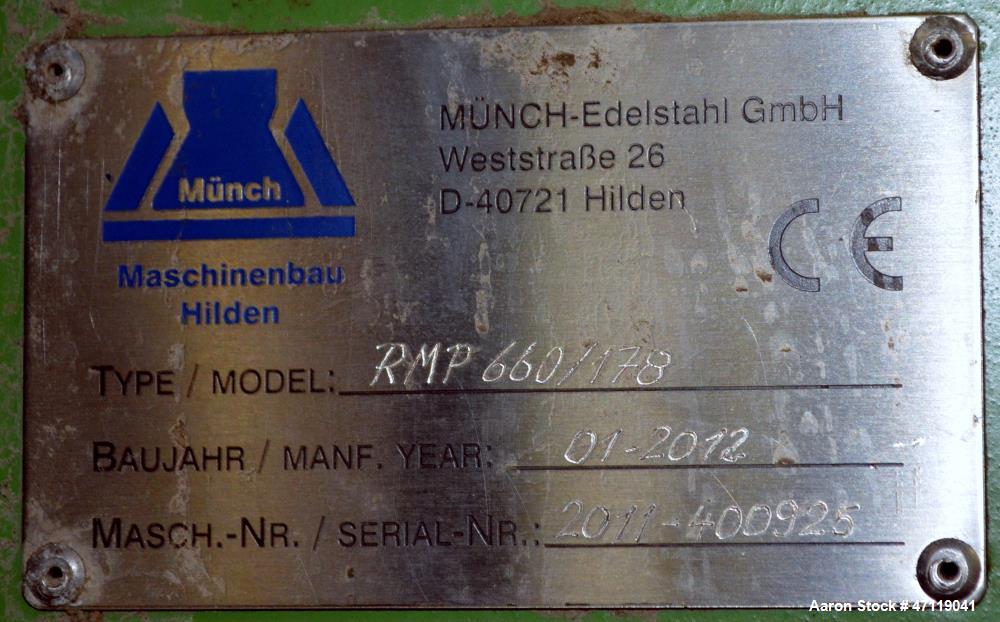 Münch
Maschinenbau
Hilden
MÜNCH-Edelstahl GmbH
Weststraße 26
D-40721 Hilden
CE
TYPE / MODEL: RMP 660/178
BAUJAHR / MANF. YEAR: 01-2012
MASCH.-NR. / SERIAL-NR.: 2011-400925
Aaron Stock # 47119041